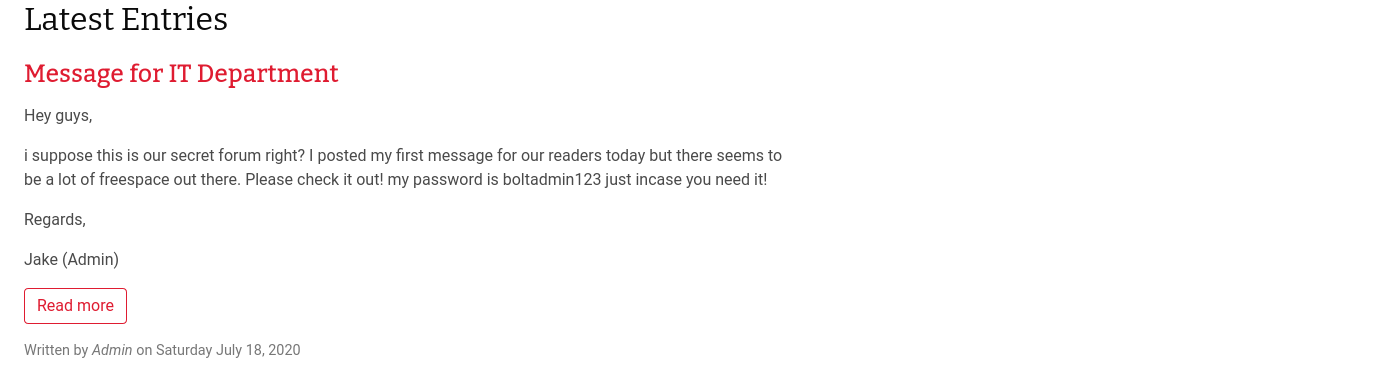 Latest Entries
Message for IT Department
Hey guys,
i suppose this is our secret forum right? I posted my first message for our readers today but there seems to
be a lot of freespace out there. Please check it out! my password is boltadmin123 just incase you need it!
Regards,
Jake (Admin)
Read more
Written by Admin on Saturday July 18, 2020